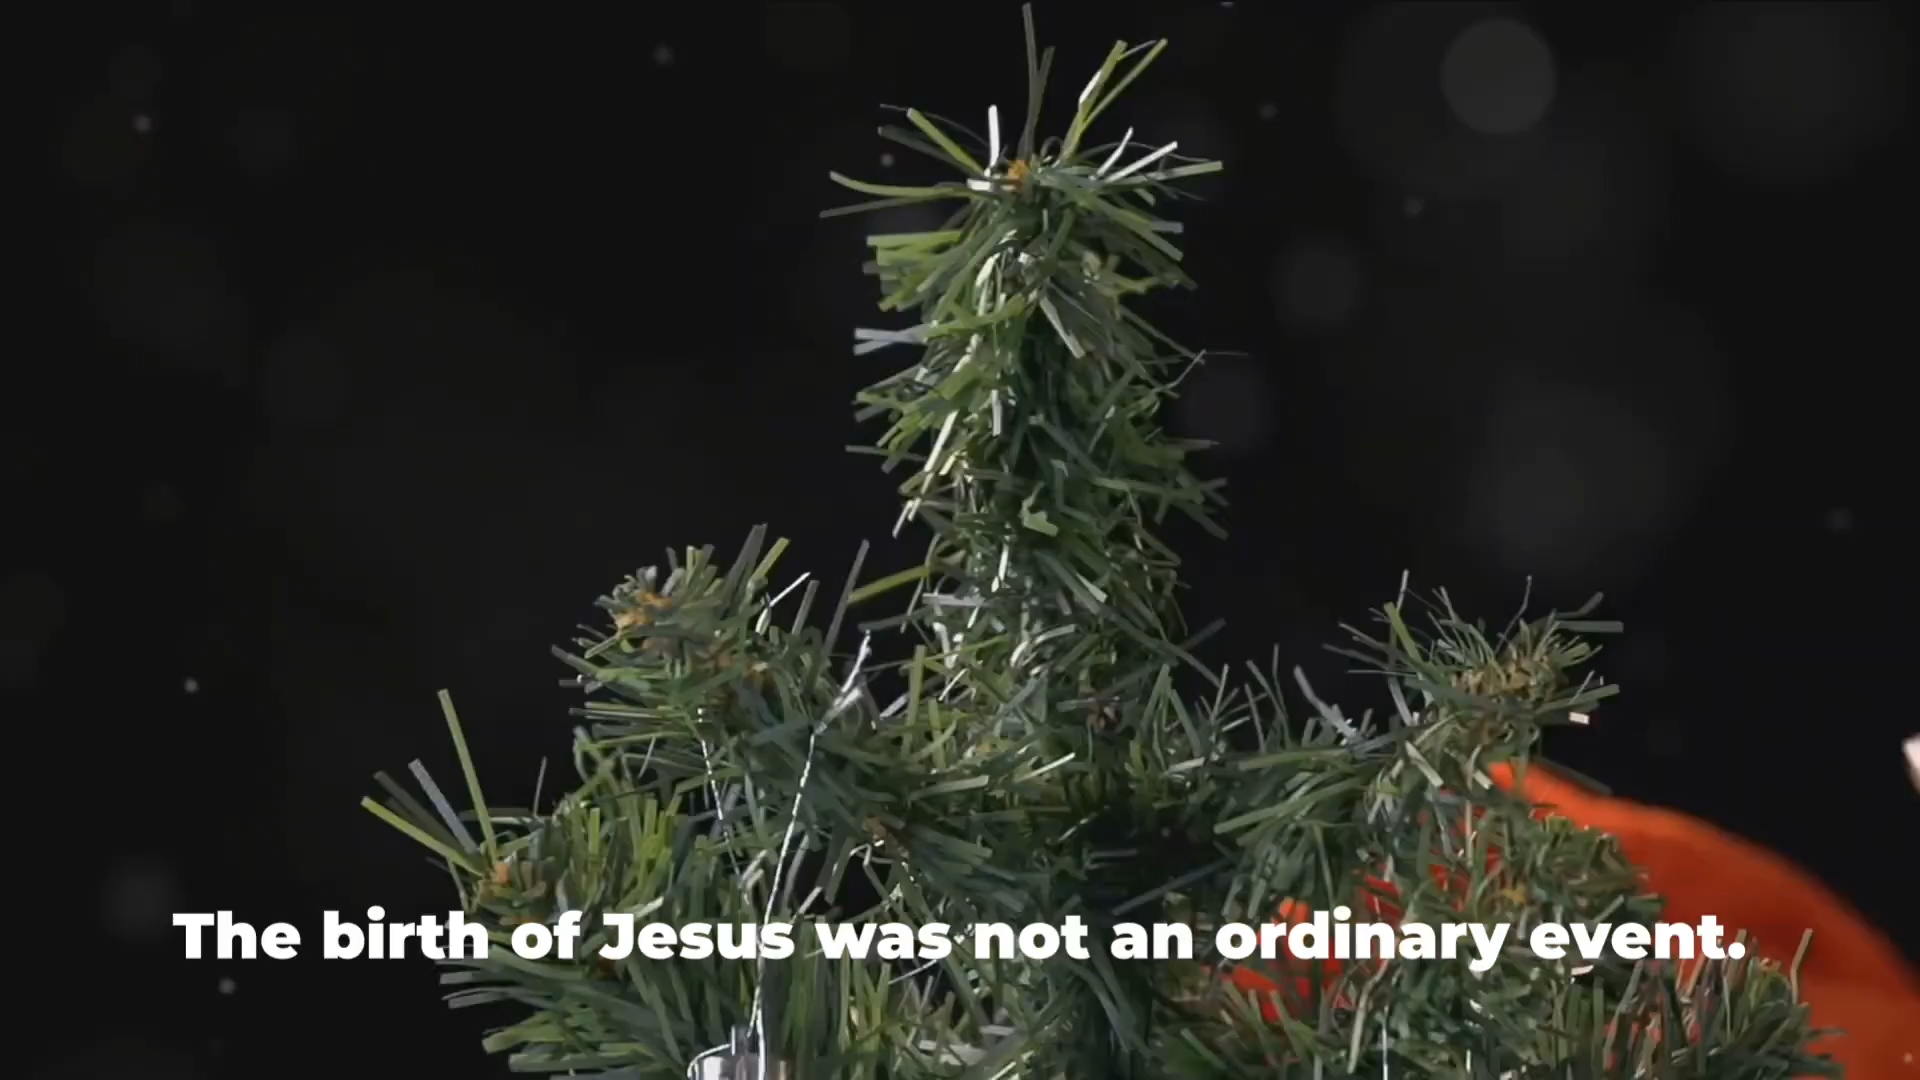 The birth of Jesus was not an ordinary event.